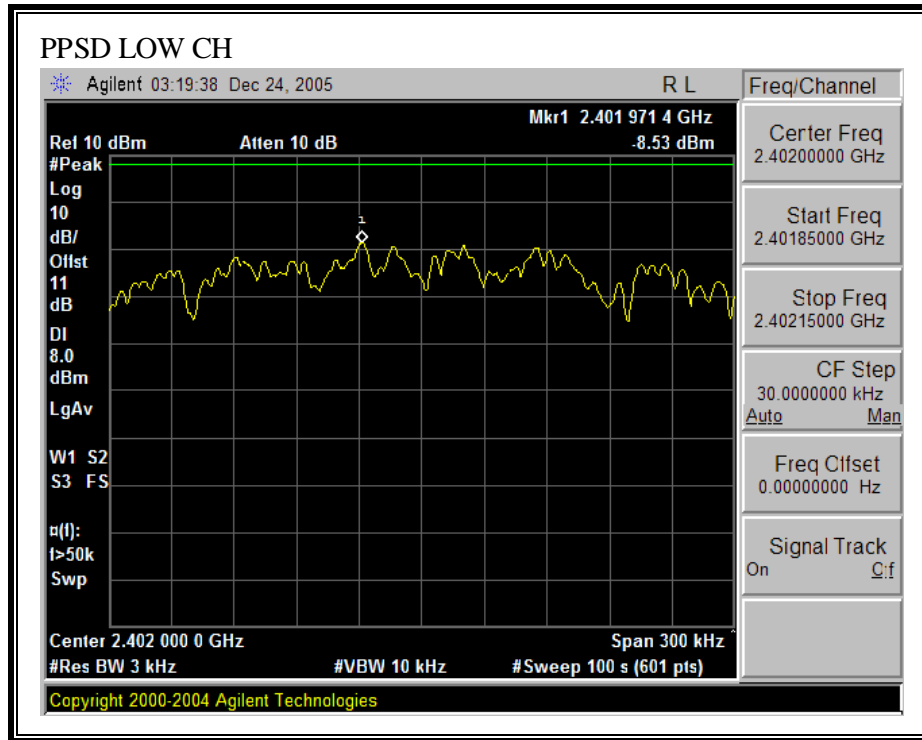 PPSD LOW CH
Agilent 03:19:38 Dec 24, 2005 R L
Freq/Channel
Mkr1 2.401 971 4 GHz
Ref 10 dBm Atten 10 dB -8.53 dBm
#Peak
Log
10
dB/
Offst
11
dB
DI
8.0
dBm
LgAv
W1 S2
S3 FS
¤(f):
f>50k
Swp
1
Center 2.402 000 0 GHz Span 300 kHz
#Res BW 3 kHz #VBW 10 kHz #Sweep 100 s (601 pts)
Copyright 2000-2004 Agilent Technologies
Center Freq
2.40200000 GHz
Start Freq
2.40185000 GHz
Stop Freq
2.40215000 GHz
CF Step
30.0000000 kHz
Auto Man
Freq Offset
0.00000000 Hz
Signal Track
On Off